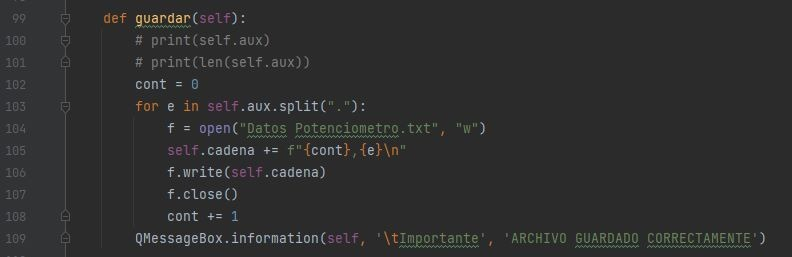 99 def guardar(self):
100 # print(self.aux)
101 # print(len(self.aux))
102 cont = 0
103 for e in self.aux.split("."):
104 f = open("Datos Potenciometro.txt", "w")
105 self.cadena += f"{cont},{e}\n"
106 f.write(self.cadena)
107 f.close()
108 cont += 1
109 QMessageBox.information(self, '\tImportante', 'ARCHIVO GUARDADO CORRECTAMENTE')